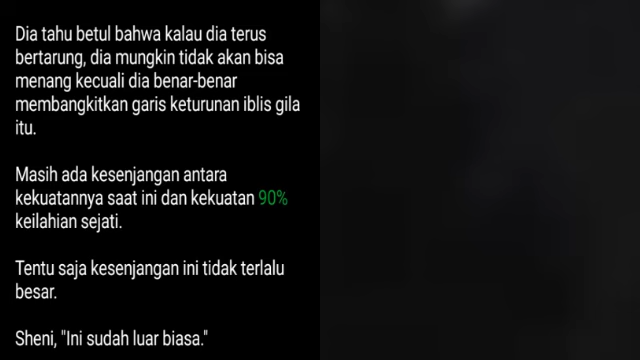 Dia tahu betul bahwa kalau dia terus
bertarung, dia mungkin tidak akan bisa
menang kecuali dia benar-benar
membangkitkan garis keturunan iblis gila
itu.
Masih ada kesenjangan antara
kekuatannya saat ini dan kekuatan 90%
keilahian sejati.
Tentu saja kesenjangan ini tidak terlalu
besar.
Sheni, "Ini sudah luar biasa."